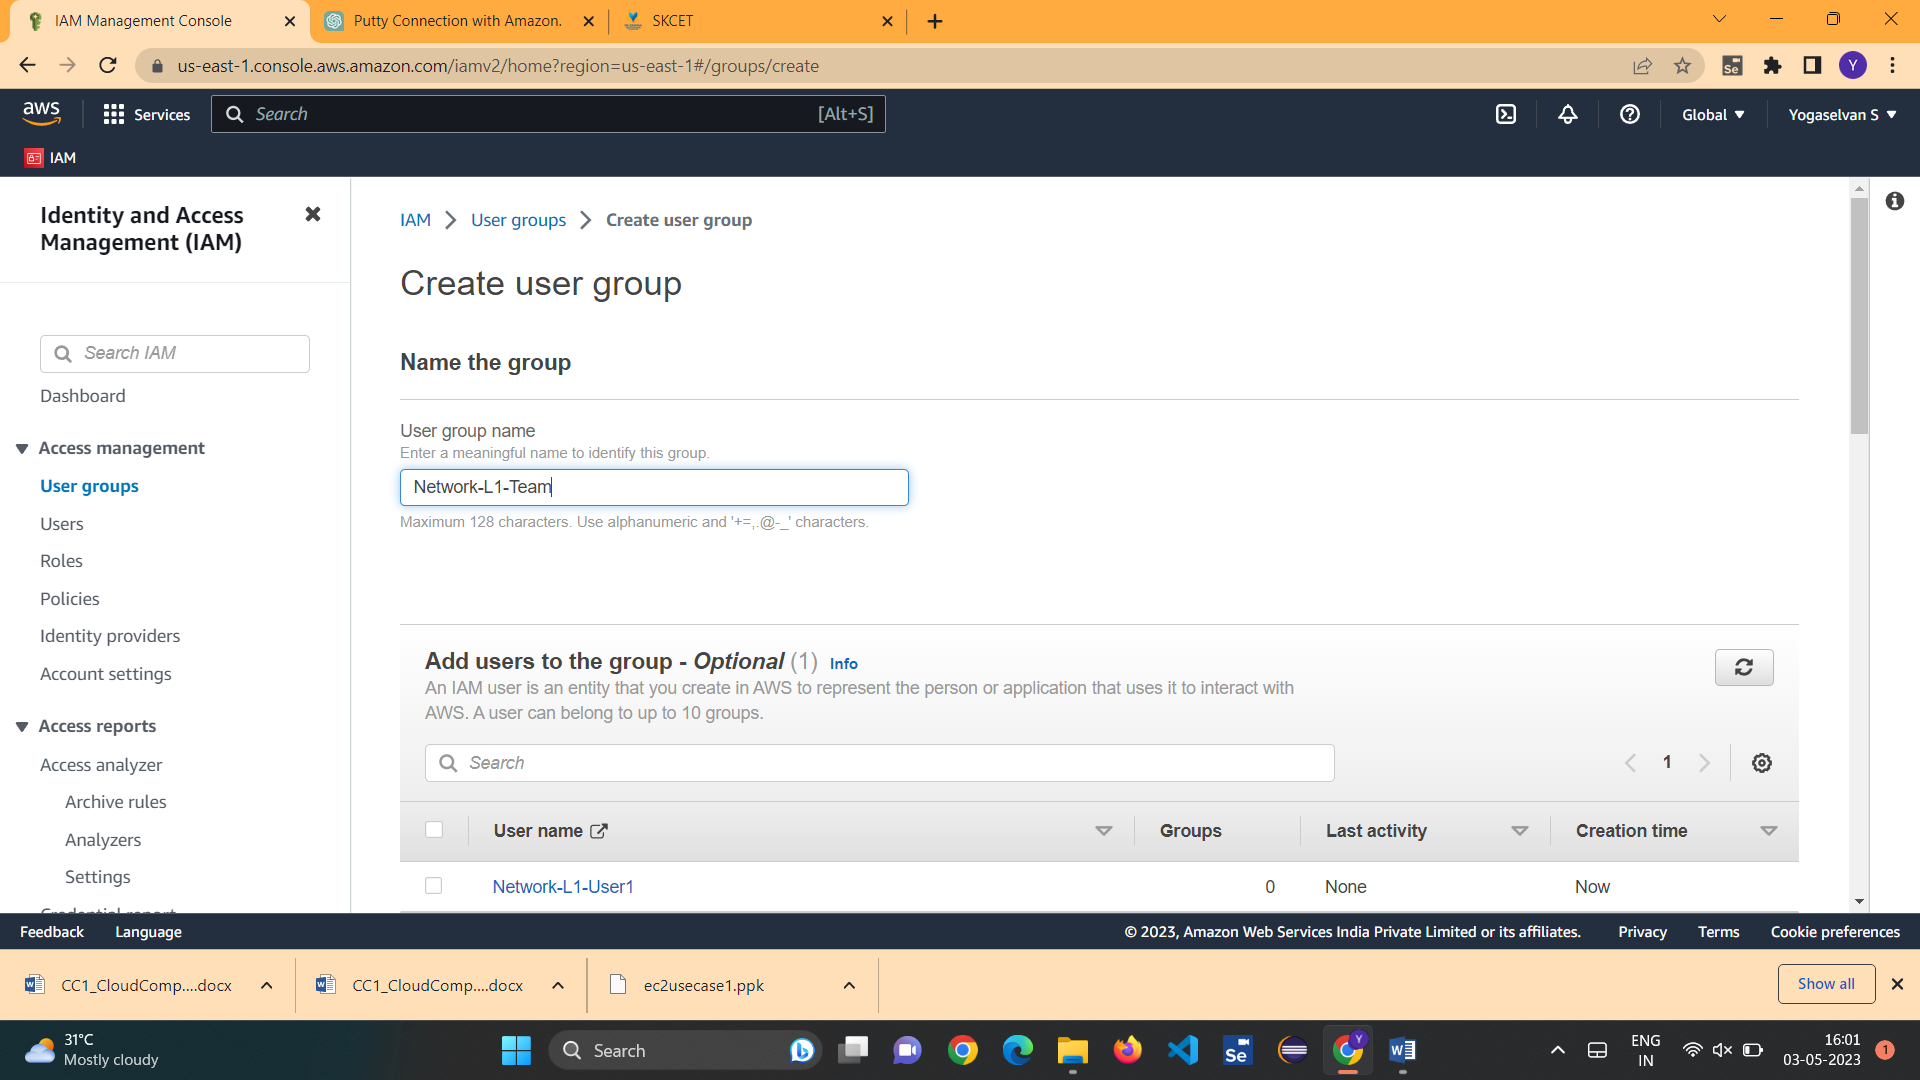 IAM Management Console
Putty Connection with Amazon.
SKCET
us-east-1.console.aws.amazon.com/iamv2/home?region=us-east-1#/groups/create
Se
Y
aws
Services
Search
[Alt+S]
Global
Yogaselvan S
IAM
Identity and Access
Management (IAM)
Search IAM
Dashboard
Access management
User groups
Users
Roles
Policies
Identity providers
Account settings
Access reports
Access analyzer
Archive rules
Analyzers
Settings
Credential report
IAM
User groups
Create user group
Create user group
Name the group
User group name
Enter a meaningful name to identify this group.
Network-L1-Team
Maximum 128 characters. Use alphanumeric and '+=,.@-_' characters.
Add users to the group - Optional (1) Info
An IAM user is an entity that you create in AWS to represent the person or application that uses it to interact with
AWS. A user can belong to up to 10 groups.
Search
1
User name
Groups
Last activity
Creation time
Network-L1-User1
0
None
Now
Feedback
Language
© 2023, Amazon Web Services India Private Limited or its affiliates.
Privacy
Terms
Cookie preferences
CC1_CloudComp....docx
CC1_CloudComp....docx
ec2usecase1.ppk
Show all
31°C
Mostly cloudy
Search
Se
Y
ENG
IN
16:01
03-05-2023
1